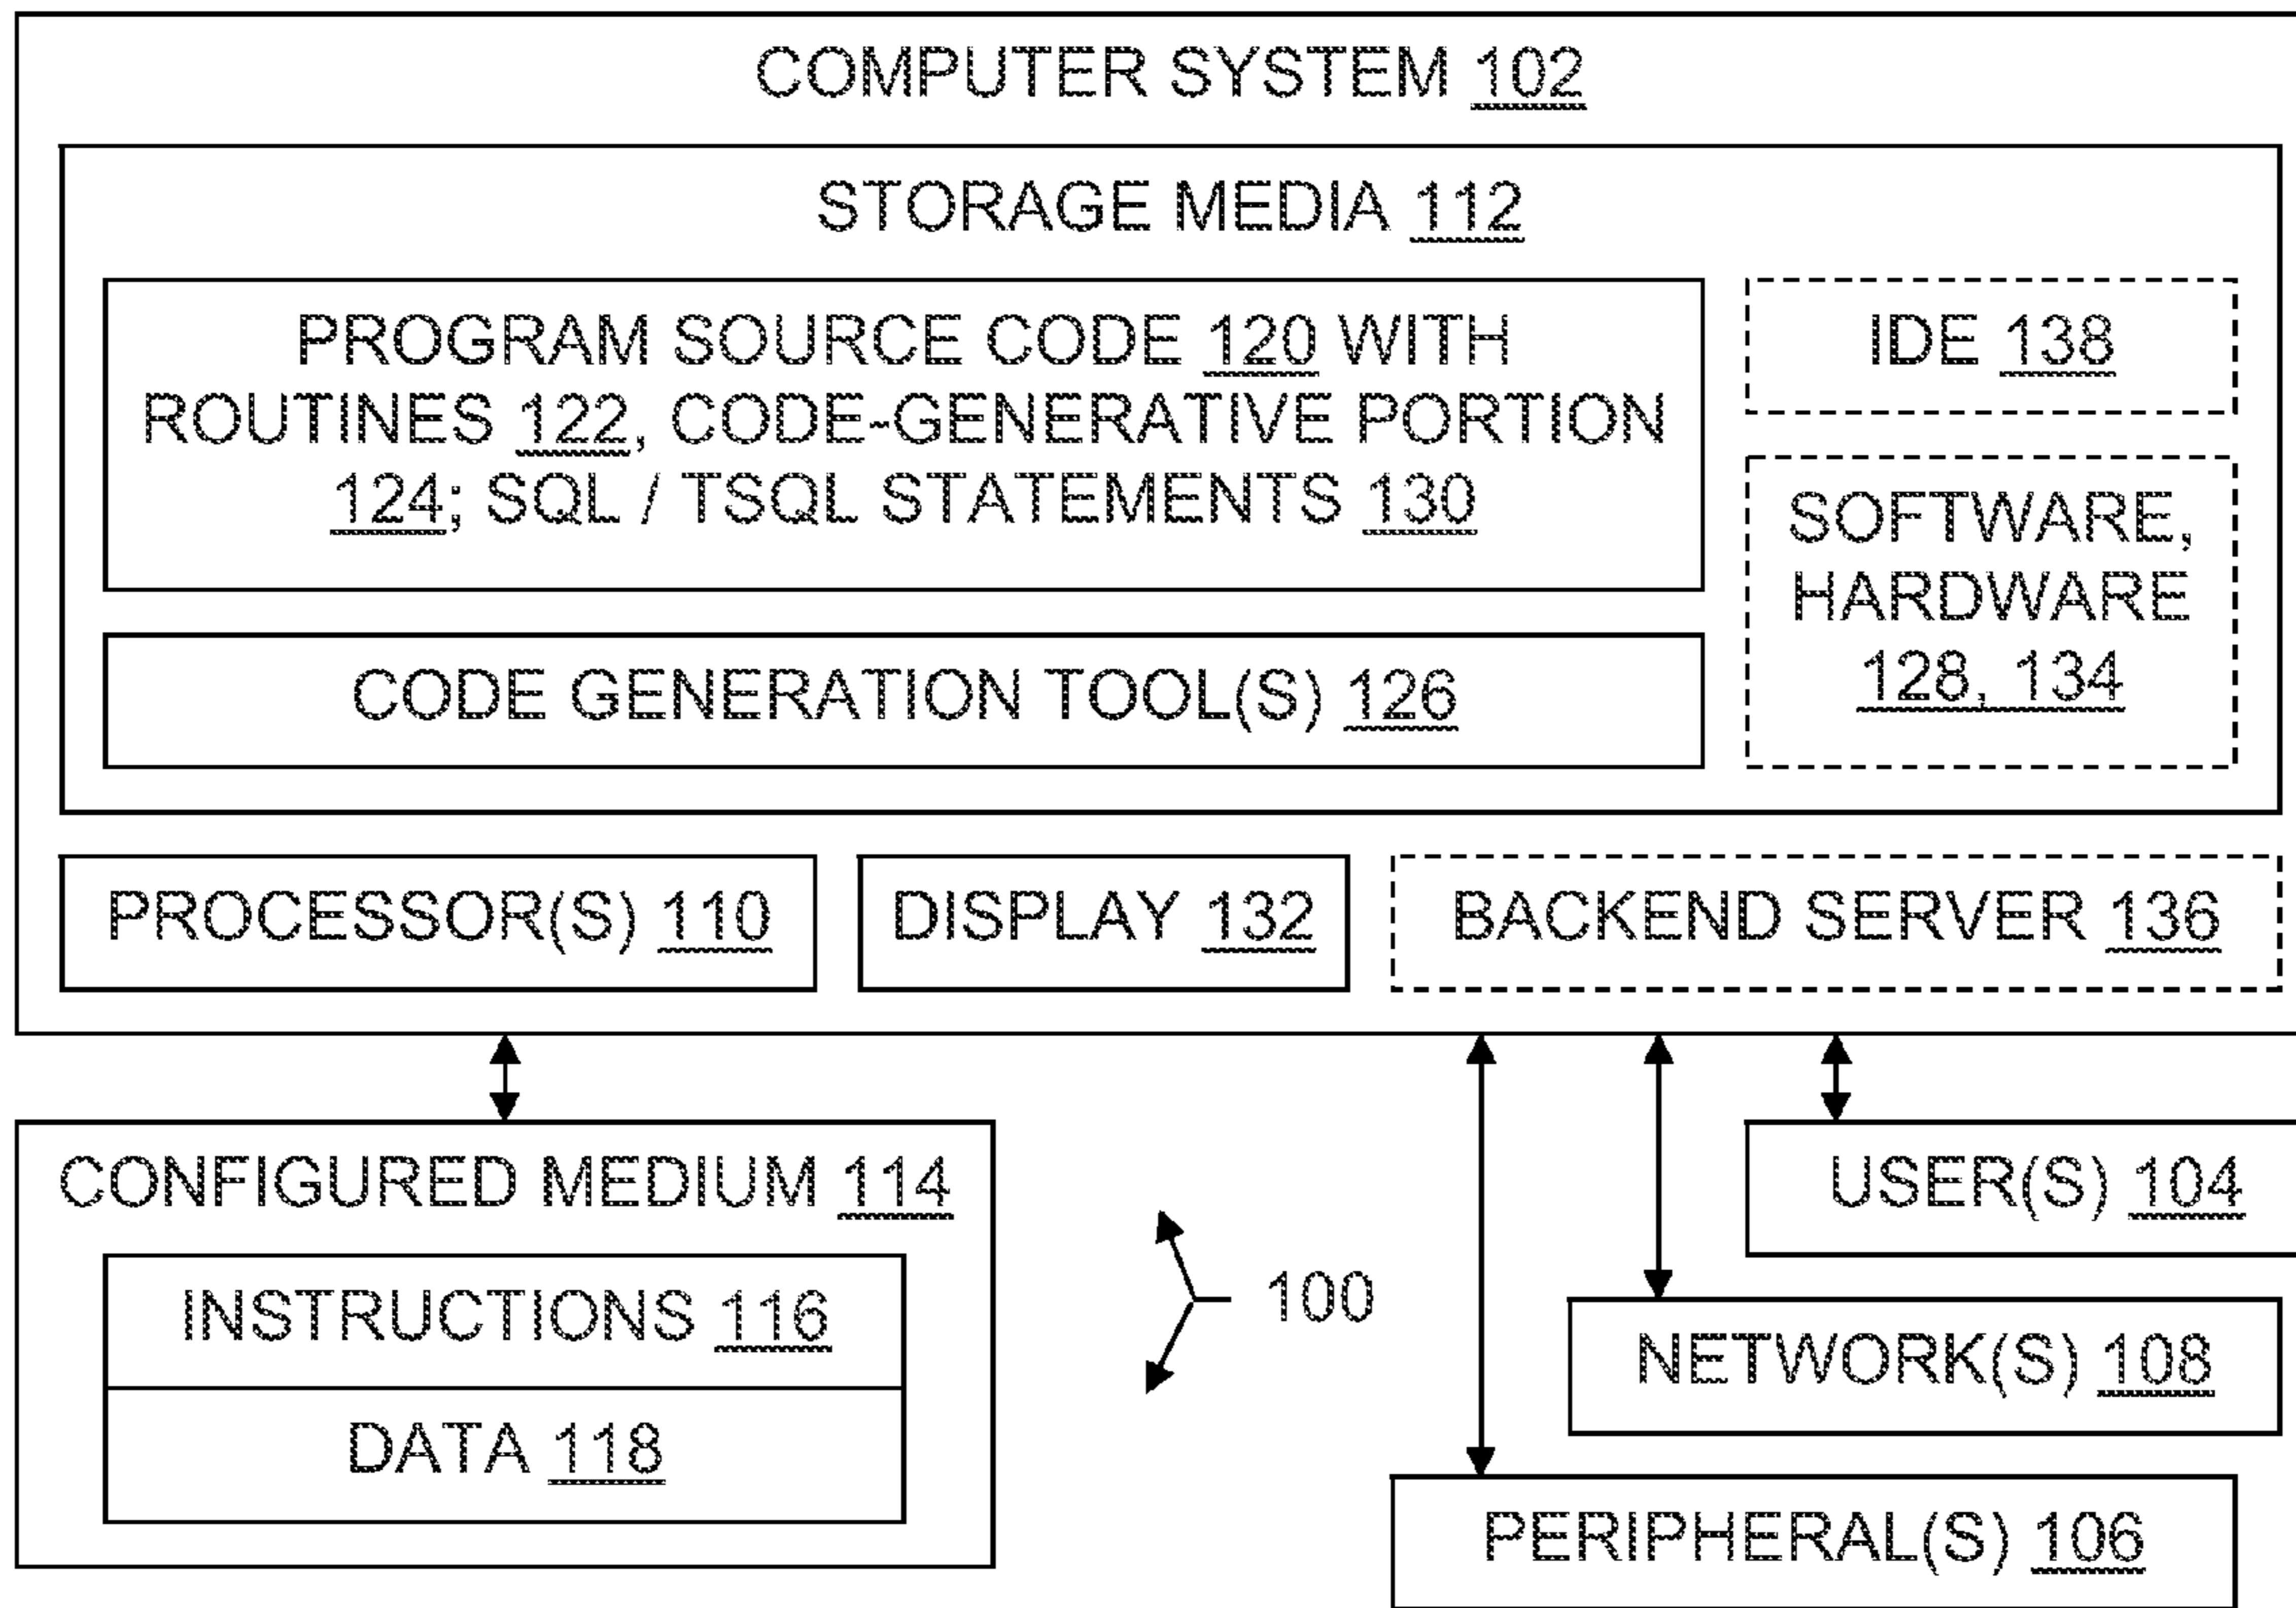 COMPUTER SYSTEM 102
STORAGE MEDIA 112
PROGRAM SOURCE CODE 120 WITH
ROUTINES 122, CODE-GENERATIVE PORTION
124; SQL / TSQL STATEMENTS 130
IDE 138
SOFTWARE,
HARDWARE
128, 134
CODE GENERATION TOOL(S) 126
PROCESSOR(S) 110
DISPLAY 132
BACKEND SERVER 136
CONFIGURED MEDIUM 114
INSTRUCTIONS 116
DATA 118
100
USER(S) 104
NETWORK(S) 108
PERIPHERAL(S) 106